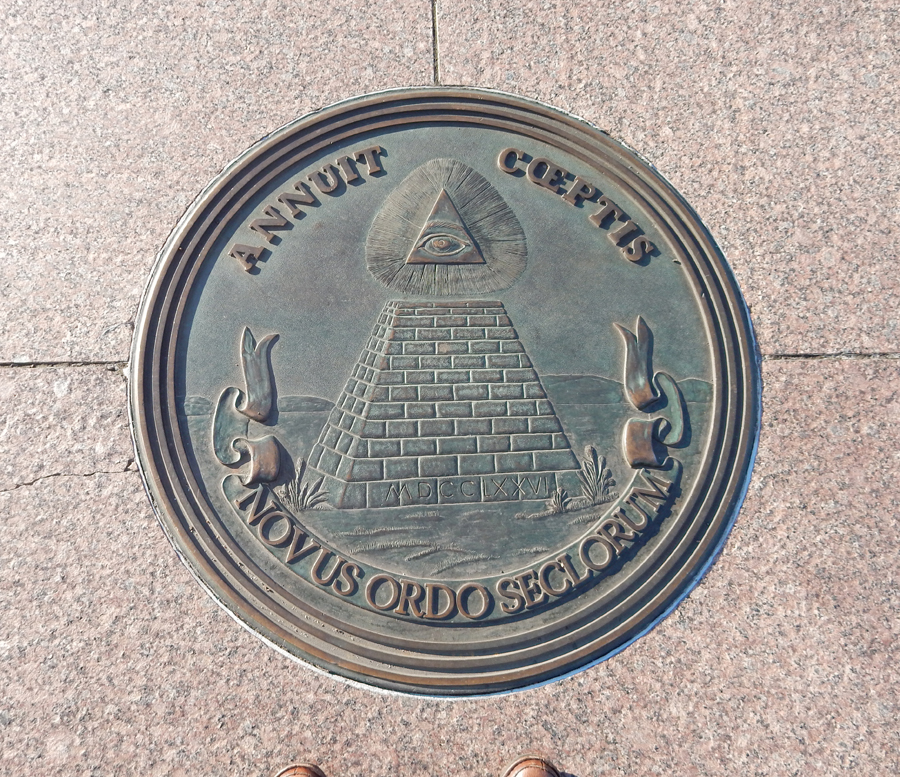 ANNUIT CŒPTIS
MDCCLXXVI
NOVUS ORDO SECLORUM